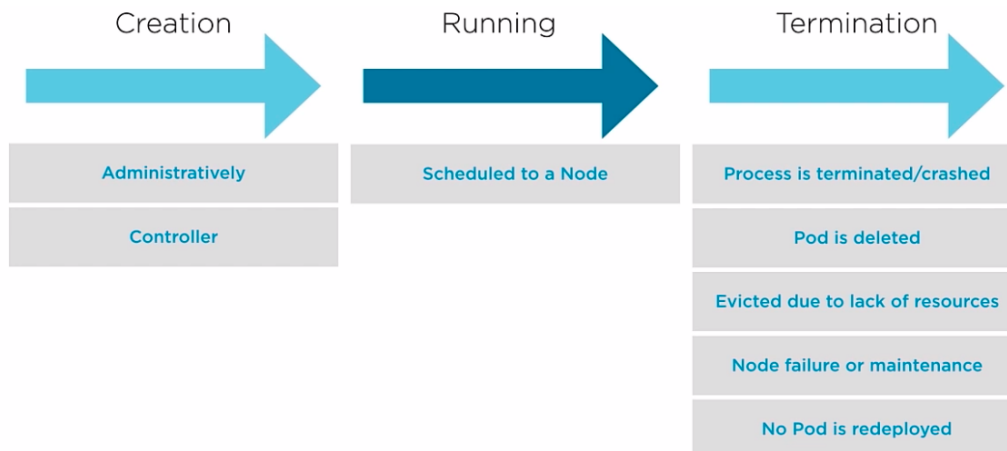 Creation
Running
Termination
Administratively
Scheduled to a Node
Process is terminated/crashed
Controller
Pod is deleted
Evicted due to lack of resources
Node failure or maintenance
No Pod is redeployed